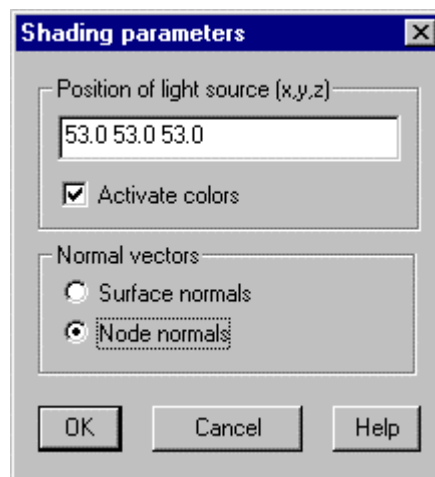 Shading parameters
Position of light source (x,y,z)
53.0 53.0 53.0
Activate colors
Normal vectors
Surface normals
Node normals
OK Cancel Help